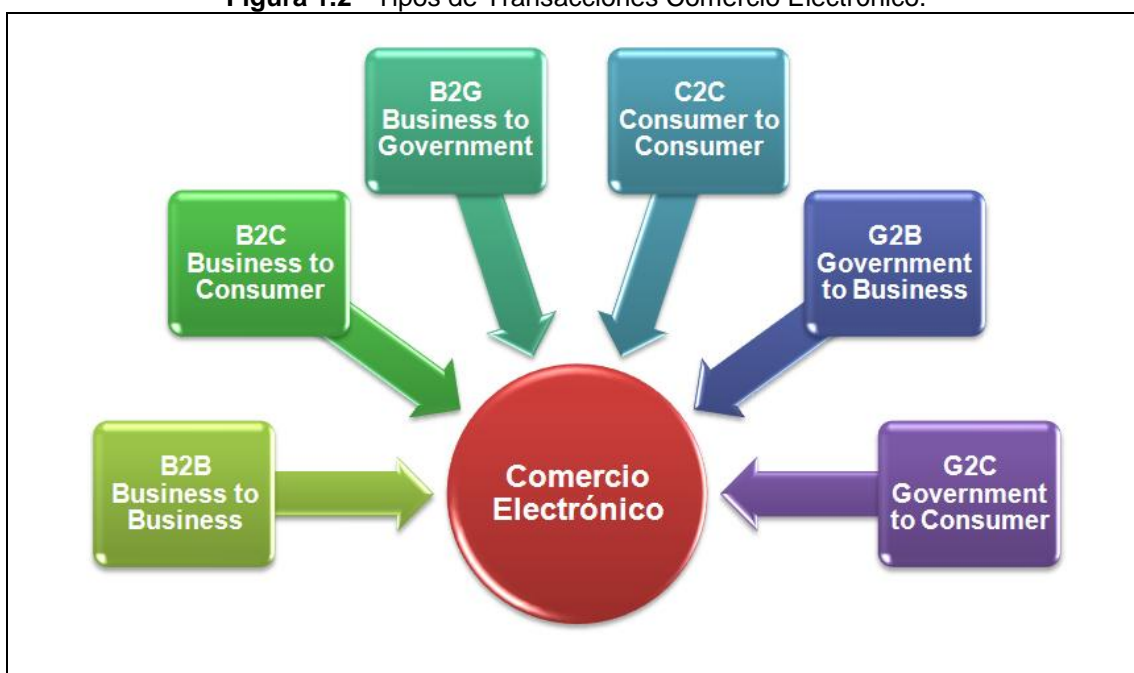 Figura 1.2 Tipos de Transacciones Comercio Electrónico.
B2G
Business to
Government
C2C
Consumer to
Consumer
B2C
Business to
Consumer
G2B
Government
to Business
B2B
Business to
Business
Comercio
Electrónico
G2C
Government
to Consumer